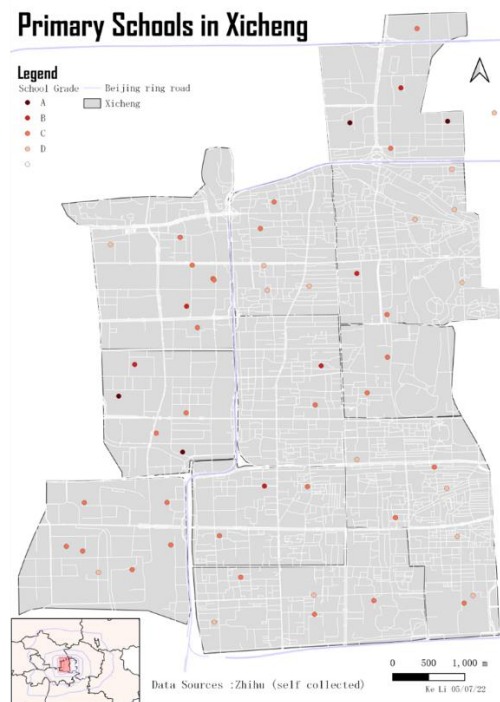 Primary Schools in Xicheng
Legend
School Grade
Beijing ring road
A
Xicheng
B
C
D
0 500 1,000 m
Data Sources :Zhihu (self collected)
Ke Li 05/07/22